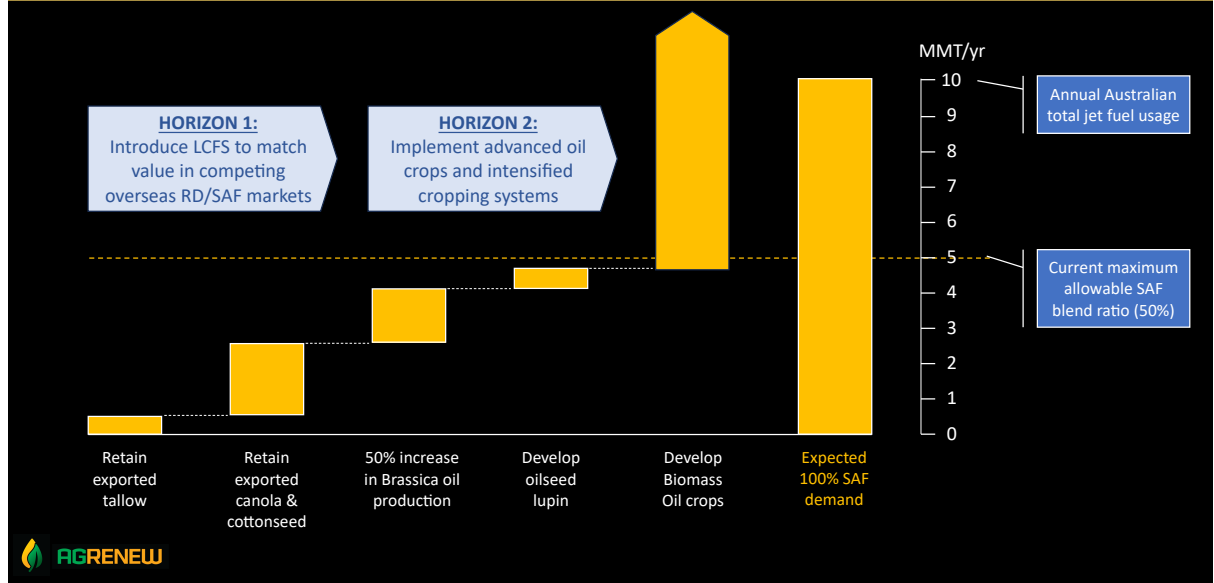 HORIZON 1:
Introduce LCFS to match
value in competing
overseas RD/SAF markets
HORIZON 2:
Implement advanced oil
crops and intensified
cropping systems
MMT/yr
10
9
8
7
6
5
4
3
2
1
0
Annual Australian
total jet fuel usage
Current maximum
allowable SAF
blend ratio (50%)
Retain
exported
tallow
Retain
exported
canola &
cottonseed
50% increase
in Brassica oil
production
Develop
oilseed
lupin
Develop
Biomass
Oil crops
Expected
100% SAF
demand
AGRENEW